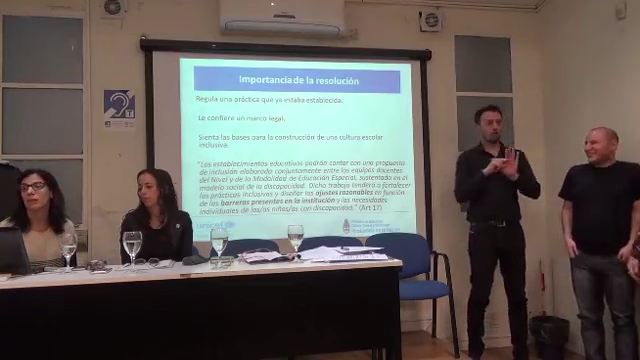 Importancia de la resolución
Regula una práctica que ya estaba establecida.
Le confiere un marco legal.
Sienta las bases para la construcción de una cultura escolar
inclusiva.
"Los establecimientos educativos podrán contar con una propuesta
de inclusión elaborada conjuntamente entre los equipos docentes
del Nivel y de la Modalidad de Educación Especial, sustentada en el
modelo social de la discapacidad. Dicho trabajo tenderá a fortalecer
las prácticas inclusivas y diseñar los ajustes razonables en función
de las barreras presentes en la institución y las necesidades
individuales de los/as niños/as con discapacidad." (Art.17)
unicef
T